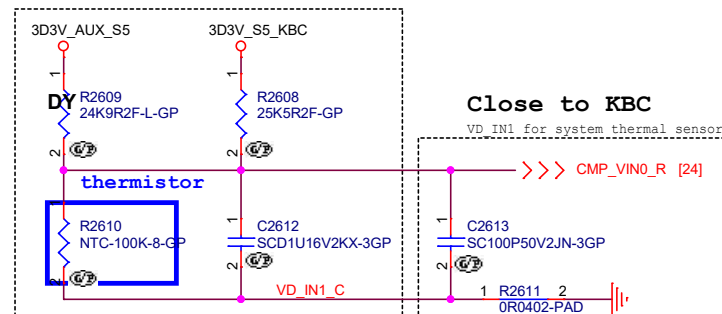 3D3V_AUX_S5
3D3V_S5_KBC
1
1
DY
R2609
24K9R2F-L-GP
R2608
25K5R2F-GP
2
G/P
2
G/P
Close to KBC
VD_IN1 for system thermal sensor
thermistor
CMP_VIN0_R [24]
1
R2610
NTC-100K-8-GP
2
G/P
1
C2612
SCD1U16V2KX-3GP
2
G/P
1
C2613
SC100P50V2JN-3GP
2
G/P
VD_IN1_C
1
R2611
2
0R0402-PAD